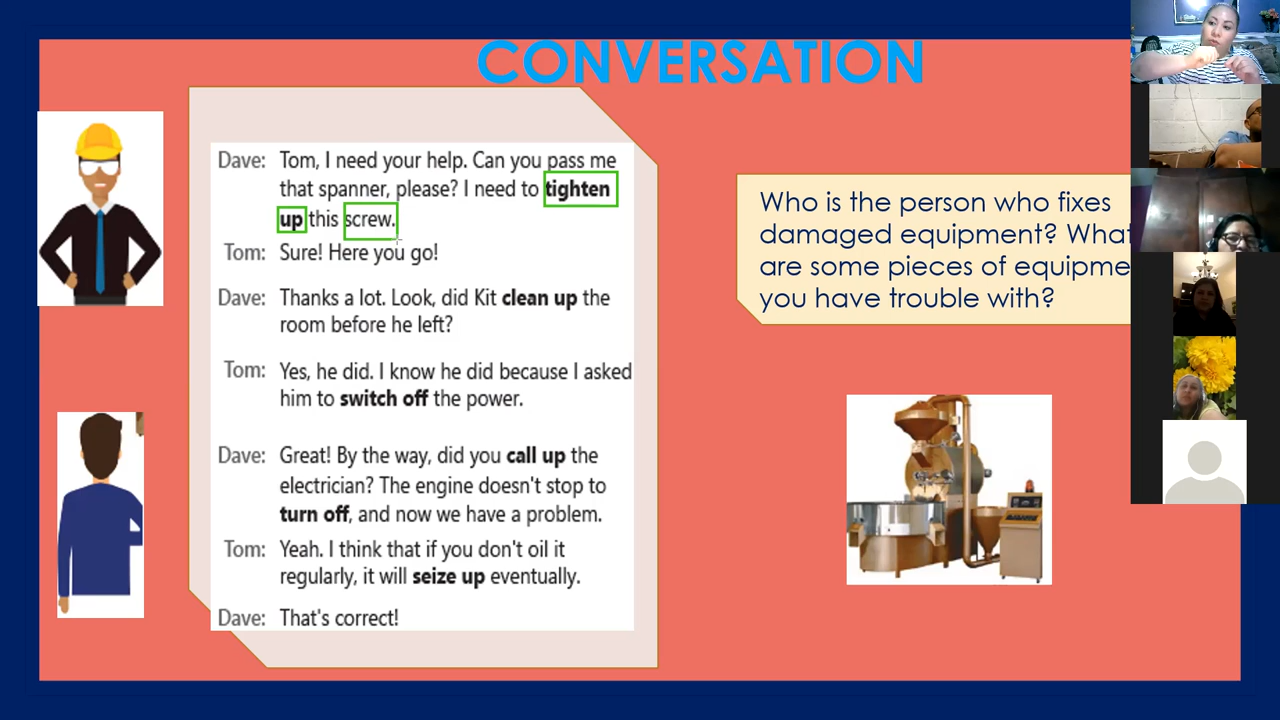 CONVERSATION
Dave: Tom, I need your help. Can you pass me
that spanner, please? I need to tighten
up this screw.
Tom: Sure! Here you go!
Dave: Thanks a lot. Look, did Kit clean up the
room before he left?
Tom: Yes, he did. I know he did because I asked
him to switch off the power.
Dave: Great! By the way, did you call up the
electrician? The engine doesn't stop to
turn off, and now we have a problem.
Tom: Yeah. I think that if you don't oil it
regularly, it will seize up eventually.
Dave: That's correct!
Who is the person who fixes
damaged equipment? What
are some pieces of equipme
you have trouble with?